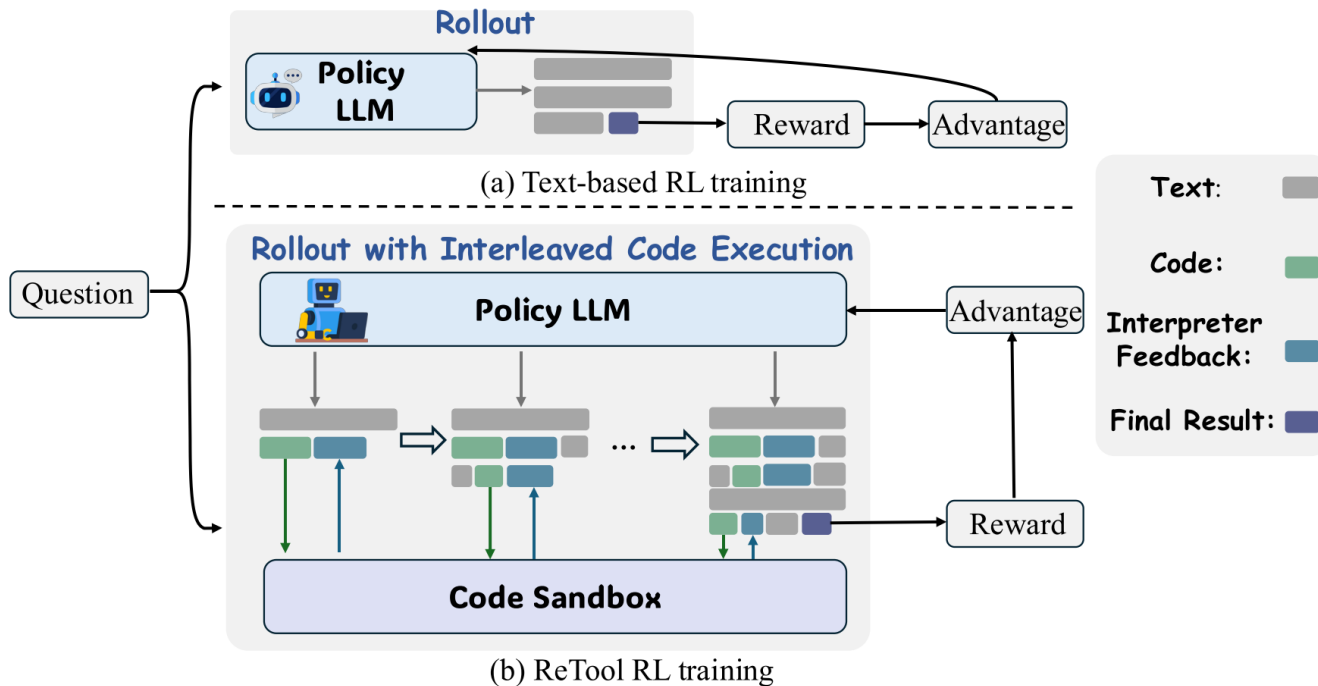 Rollout
Policy
LLM
Reward
Advantage
(a) Text-based RL training
Question
Rollout with Interleaved Code Execution
Policy LLM
...
Code Sandbox
Advantage
Reward
(b) ReTool RL training
Text:
Code:
Interpreter
Feedback:
Final Result: